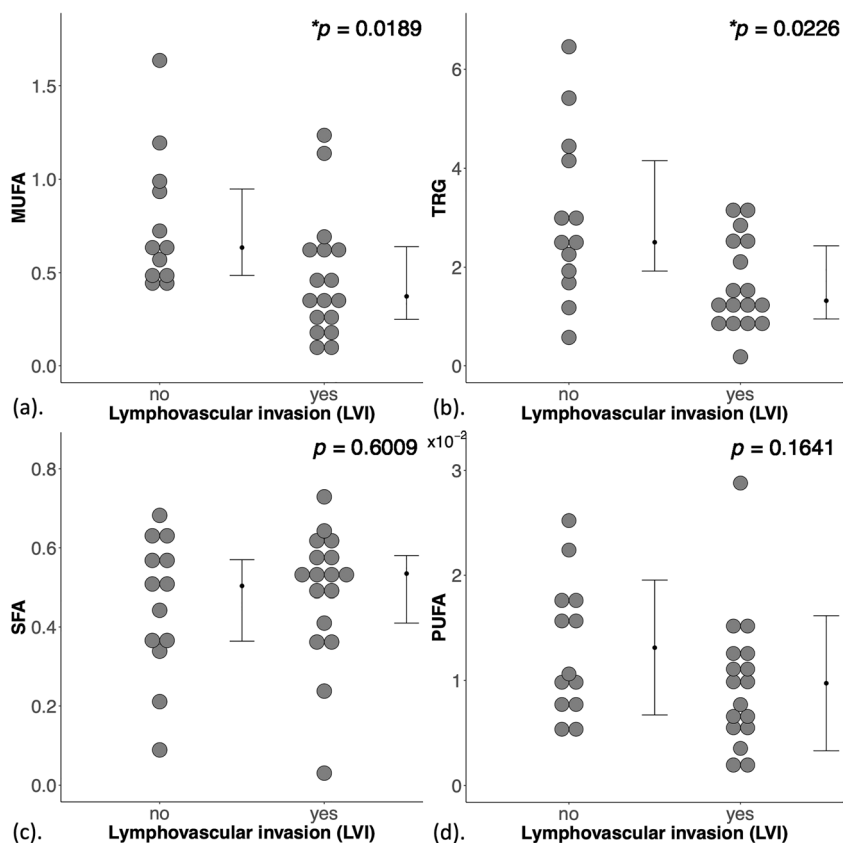 *p = 0.0189
MUFA
1.5
1.0
0.5
0.0
no yes
(a). Lymphovascular invasion (LVI)
*p = 0.0226
TRG
6
4
2
0
no yes
(b). Lymphovascular invasion (LVI)
p = 0.6009
SFA
0.8
0.6
0.4
0.2
0.0
no yes
(c). Lymphovascular invasion (LVI)
x10⁻²
p = 0.1641
PUFA
3
2
1
0
no yes
(d). Lymphovascular invasion (LVI)